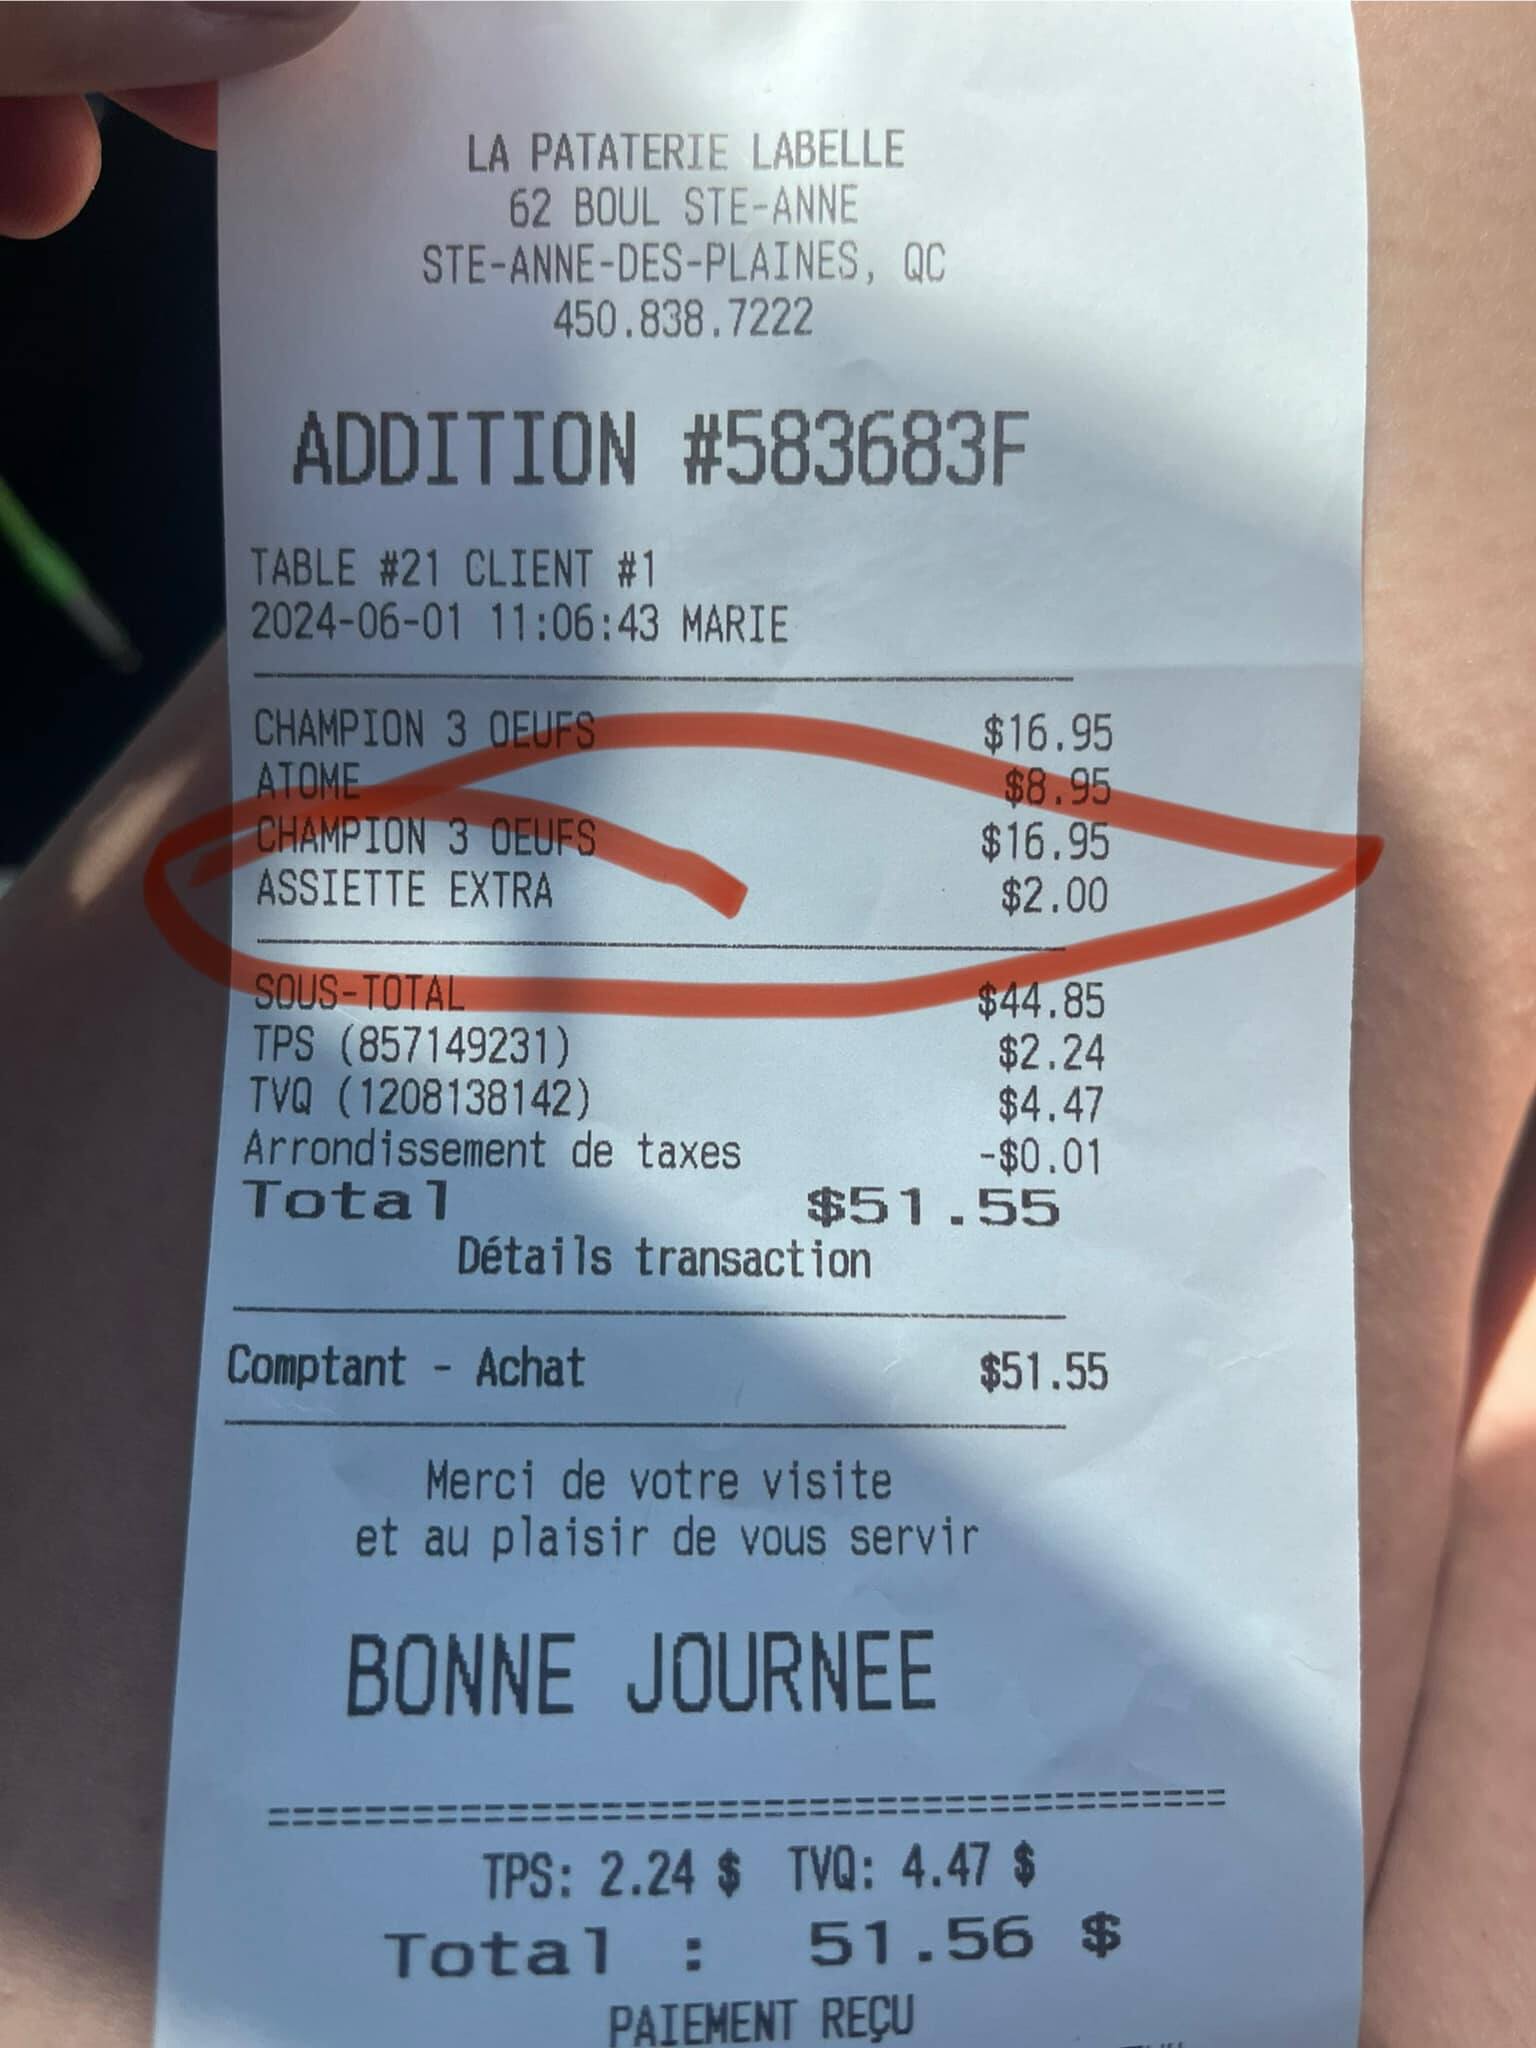 LA PATATERIE LABELLE
62 BOUL STE-ANNE
STE-ANNE-DES-PLAINES, QC
450.838.7222
ADDITION #583683F
TABLE #21 CLIENT #1
2024-06-01 11:06:43 MARIE
CHAMPION 3 OEUFS $16.95
ATOME $8.95
CHAMPION 3 OEUFS $16.95
ASSIETTE EXTRA $2.00
SOUS-TOTAL $44.85
TPS (857149231) $2.24
TVQ (1208138142) $4.47
Arrondissement de taxes -$0.01
Total $51.55
Détails transaction
Comptant - Achat $51.55
Merci de votre visite
et au plaisir de vous servir
BONNE JOURNEE
=======================================
TPS: 2.24 $ TVQ: 4.47 $
Total : 51.56 $
PAIEMENT REÇU